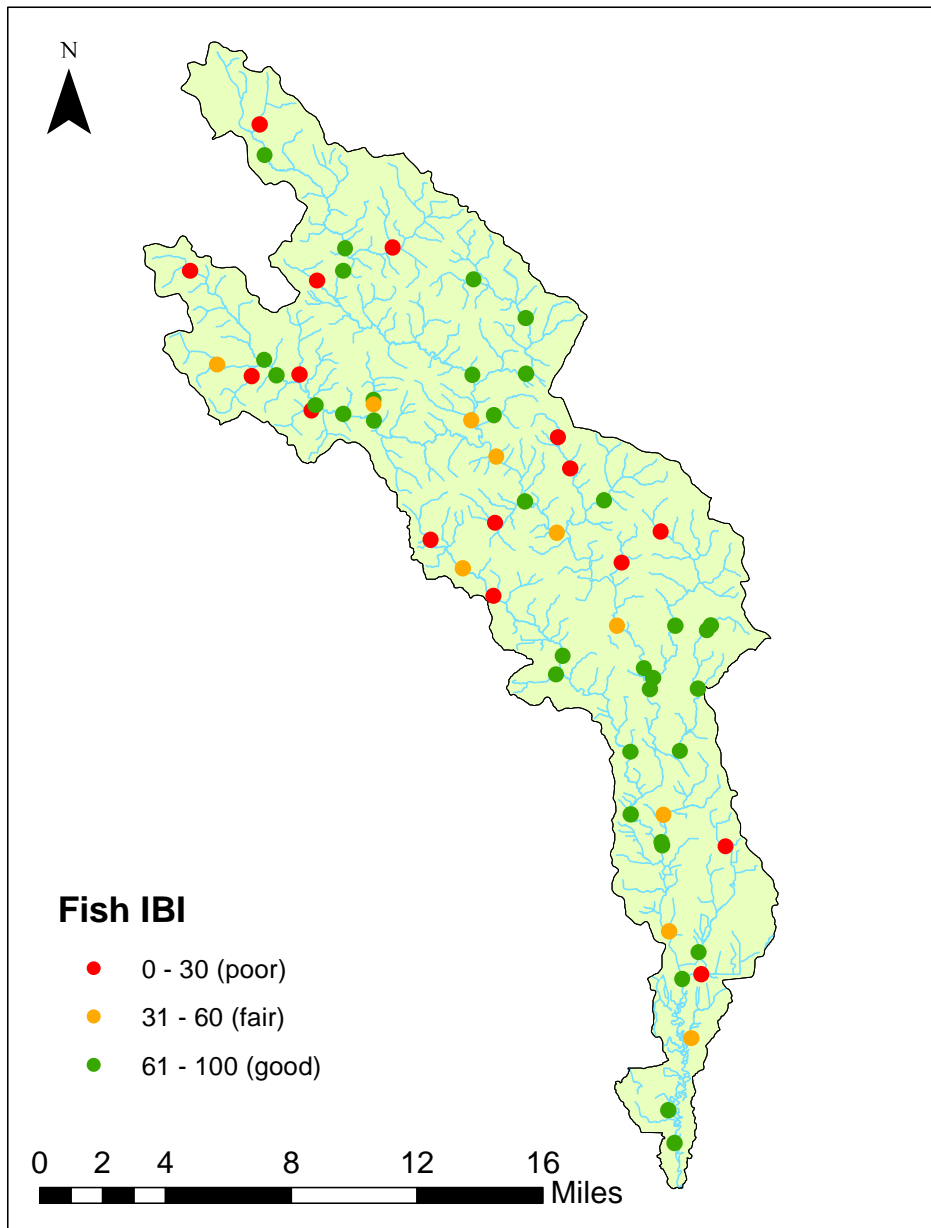 N
Fish IBI
0 - 30 (poor)
31 - 60 (fair)
61 - 100 (good)
0 2 4 8 12 16
Miles